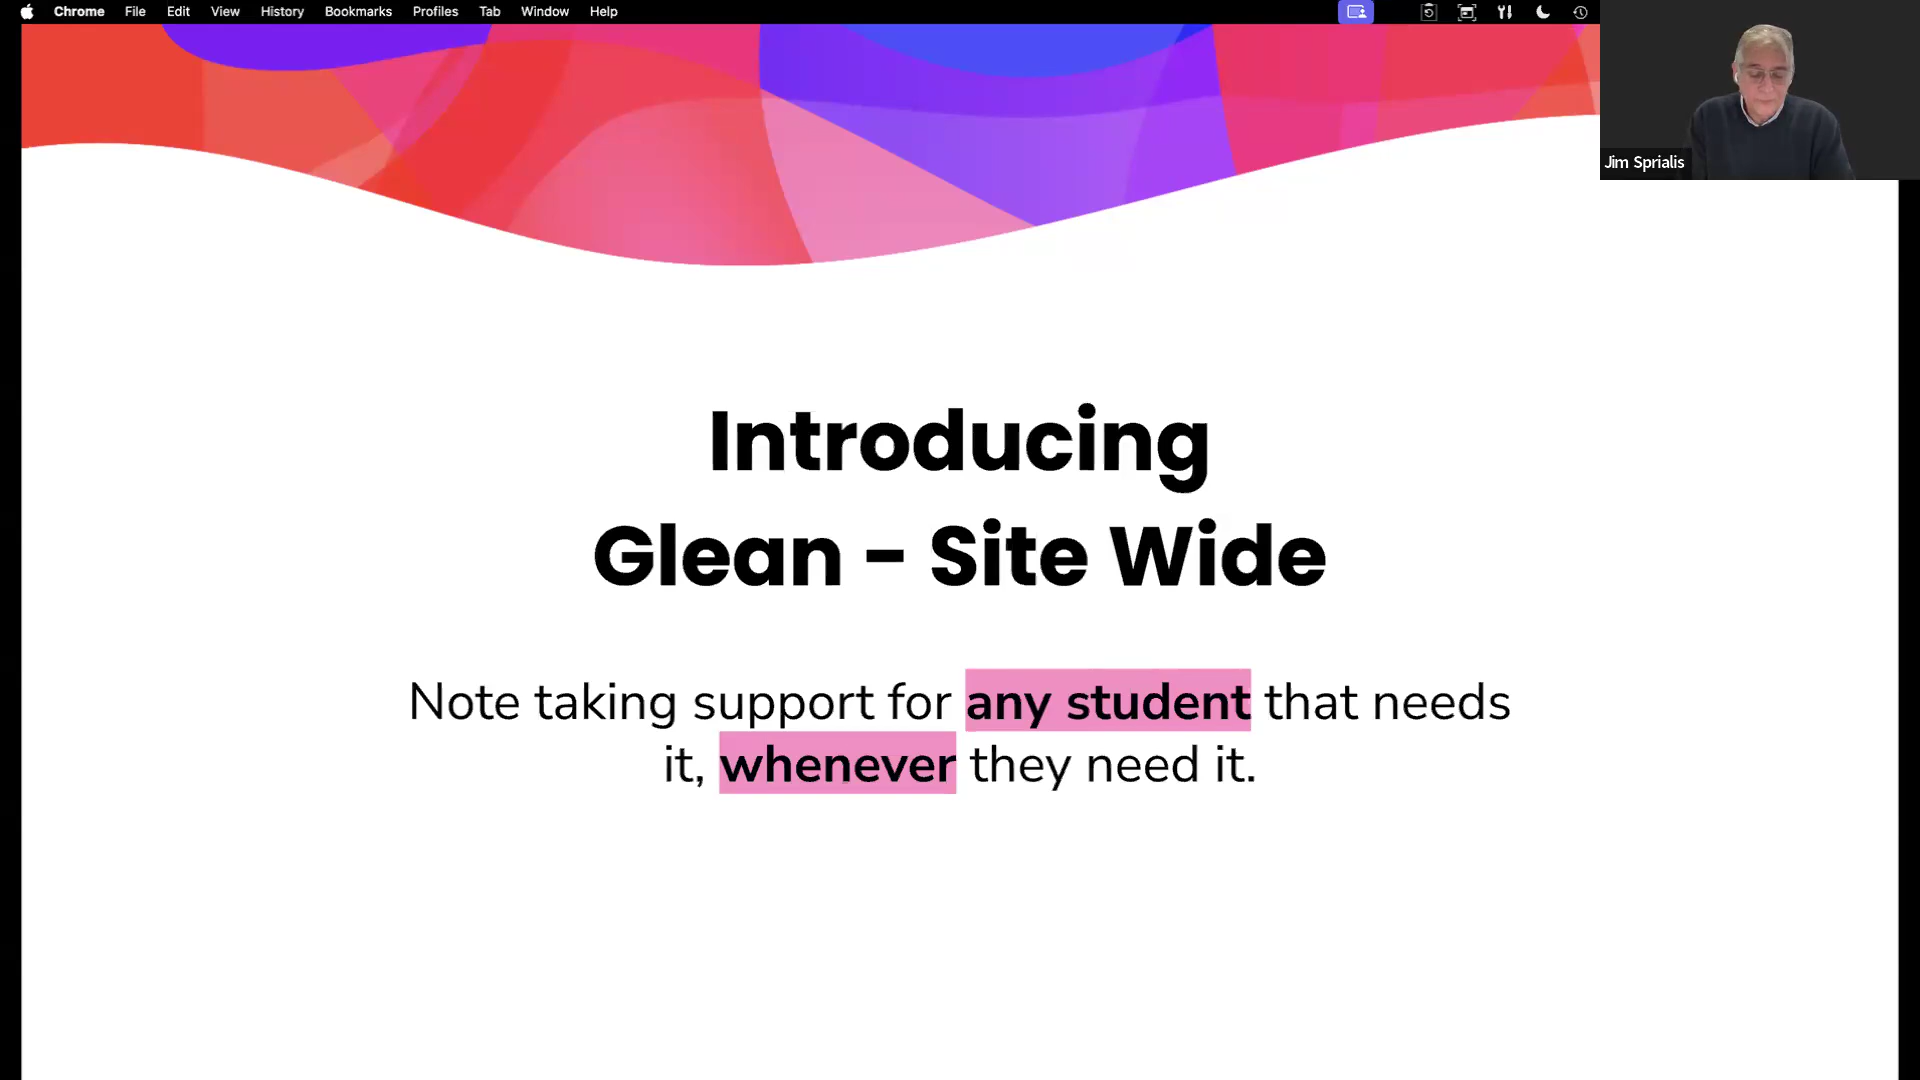 Chrome File Edit View History Bookmarks Profiles Tab Window Help
Jim Sprialis
Introducing
Glean - Site Wide
Note taking support for any student that needs
it, whenever they need it.